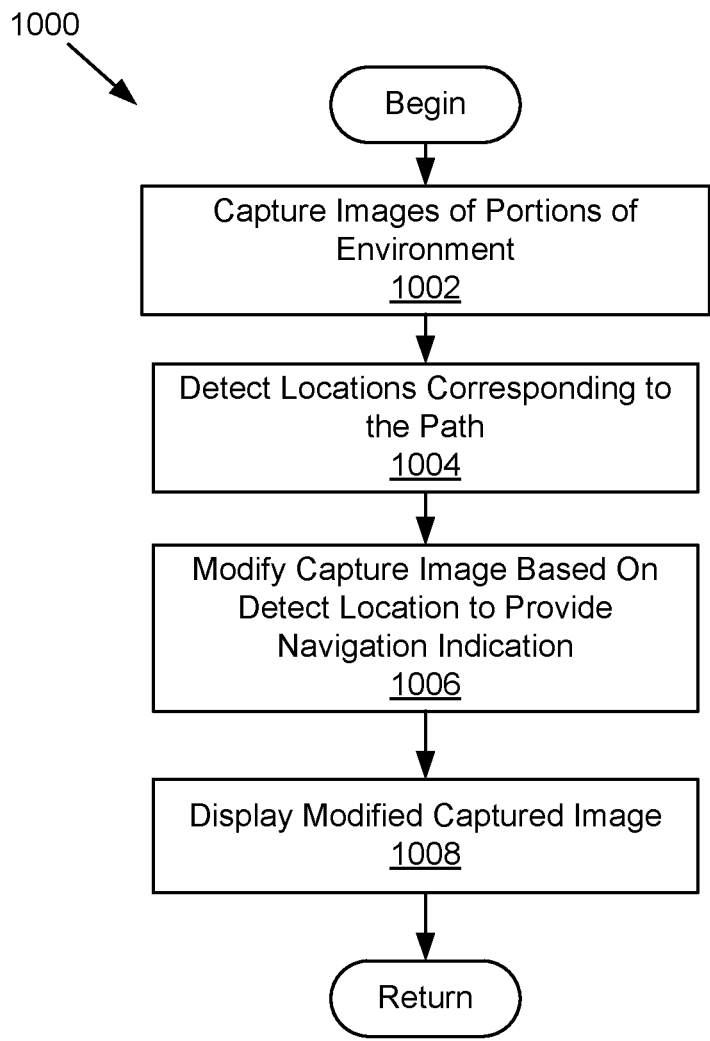 1000
Begin
Capture Images of Portions of
Environment
1002
Detect Locations Corresponding to
the Path
1004
Modify Capture Image Based On
Detect Location to Provide
Navigation Indication
1006
Display Modified Captured Image
1008
Return